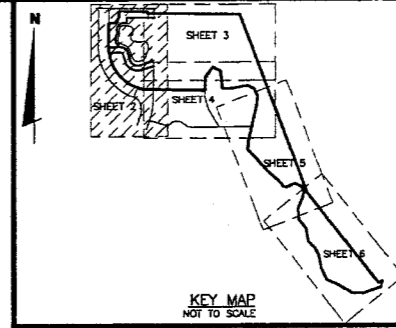 N
SHEET 3
SHEET 2
SHEET 4
SHEET 5
SHEET 6
KEY MAP
NOT TO SCALE